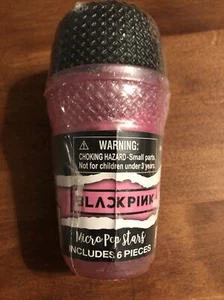 ⚠ WARNING:
CHOKING HAZARD-Small parts.
Not for children under 3 years.
BLACKPINK
Micro Pop Stars
INCLUDES 6 PIECES